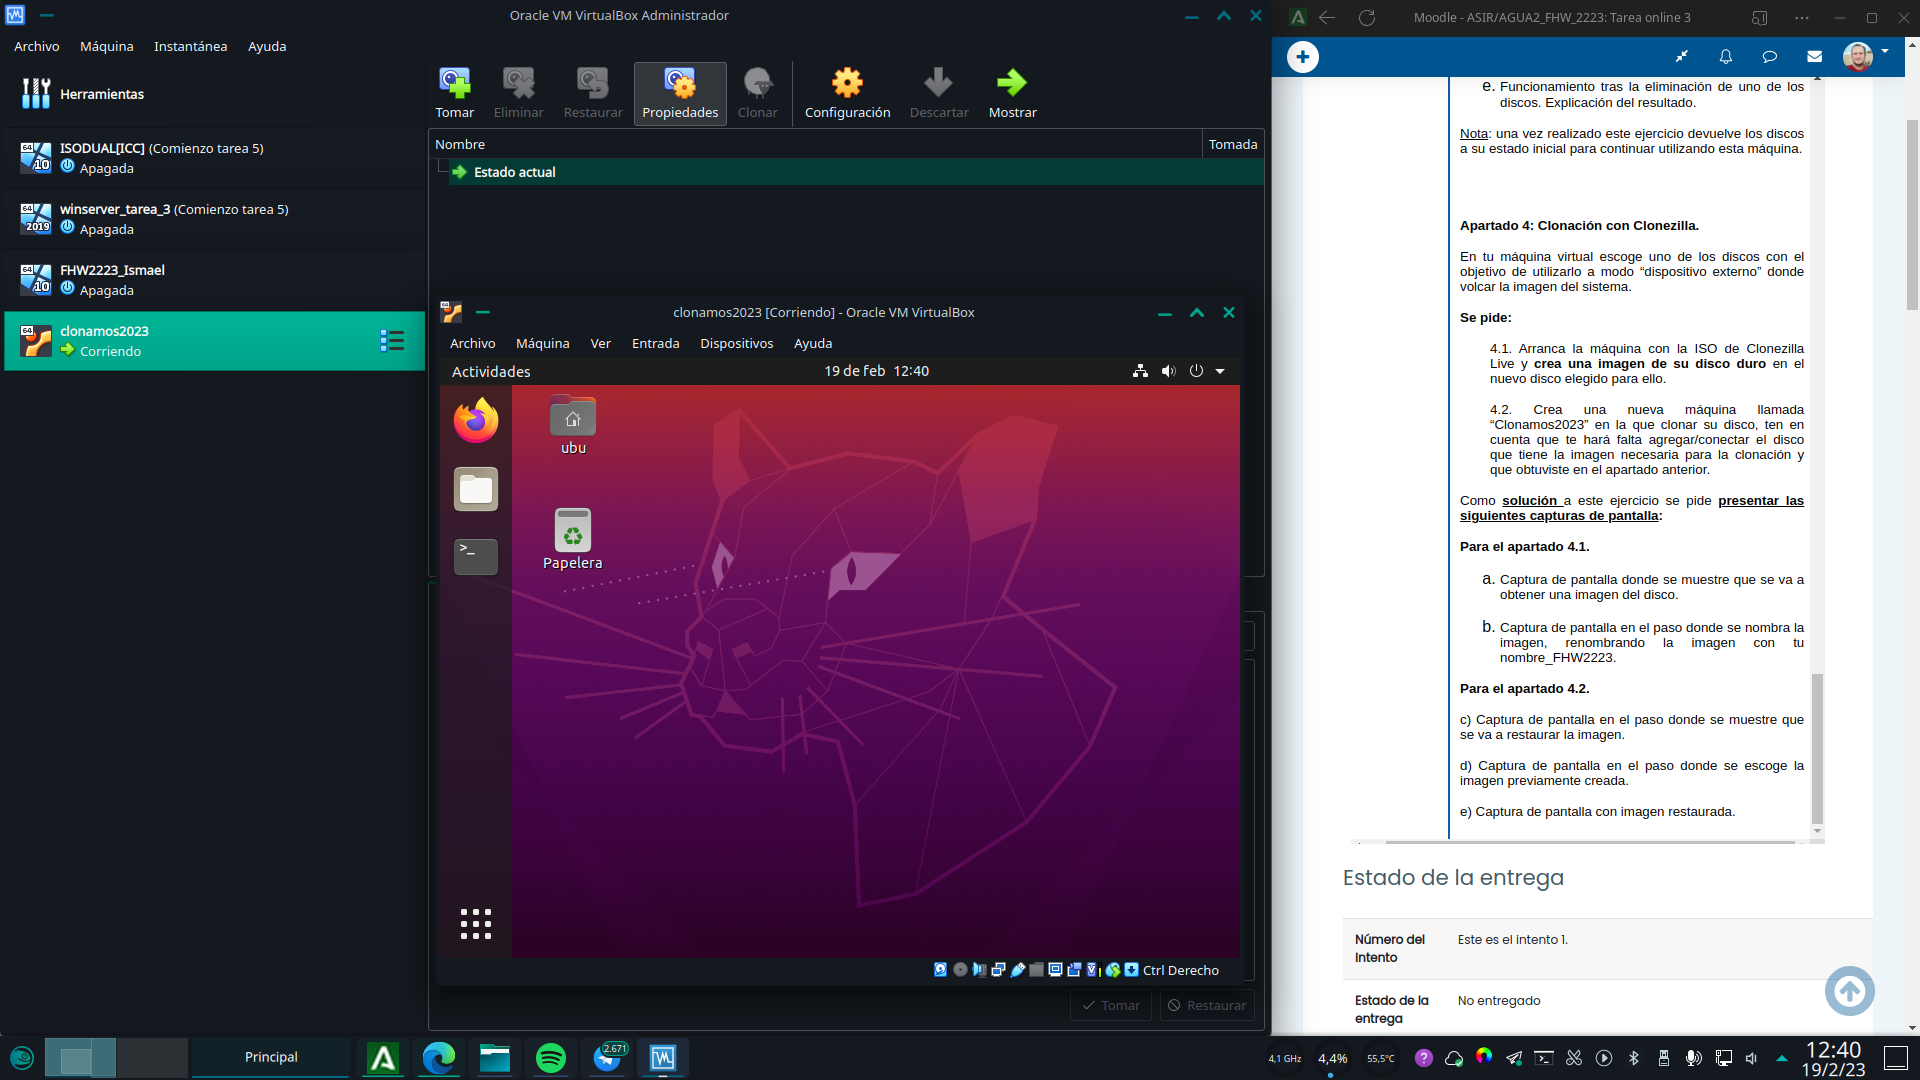 Oracle VM VirtualBox Administrador
Archivo Máquina Instantánea Ayuda
Herramientas
ISODUAL[ICC] (Comienzo tarea 5)
Apagada
winserver_tarea_3 (Comienzo tarea 5)
Apagada
FHW2223_Ismael
Apagada
clonamos2023
Corriendo
Tomar Eliminar Restaurar Propiedades Clonar Configuración Descartar Mostrar
Nombre Tomada
Estado actual
clonamos2023 [Corriendo] - Oracle VM VirtualBox
Archivo Máquina Ver Entrada Dispositivos Ayuda
Actividades 19 de feb 12:40
ubu
Papelera
Ctrl Derecho
Tomar Restaurar
Moodle - ASIR/AGUA2_FHW_2223: Tarea online 3
e. Funcionamiento tras la eliminación de uno de los
discos. Explicación del resultado.
Nota: una vez realizado este ejercicio devuelve los discos
a su estado inicial para continuar utilizando esta máquina.
Apartado 4: Clonación con Clonezilla.
En tu máquina virtual escoge uno de los discos con el
objetivo de utilizarlo a modo “dispositivo externo” donde
volcar la imagen del sistema.
Se pide:
4.1. Arranca la máquina con la ISO de Clonezilla
Live y crea una imagen de su disco duro en el
nuevo disco elegido para ello.
4.2. Crea una nueva máquina llamada
“Clonamos2023” en la que clonar su disco, ten en
cuenta que te hará falta agregar/conectar el disco
que tiene la imagen necesaria para la clonación y
que obtuviste en el apartado anterior.
Como solución a este ejercicio se pide presentar las
siguientes capturas de pantalla:
Para el apartado 4.1.
a. Captura de pantalla donde se muestre que se va a
obtener una imagen del disco.
b. Captura de pantalla en el paso donde se nombra la
imagen, renombrando la imagen con tu
nombre_FHW2223.
Para el apartado 4.2.
c) Captura de pantalla en el paso donde se muestre que
se va a restaurar la imagen.
d) Captura de pantalla en el paso donde se escoge la
imagen previamente creada.
e) Captura de pantalla con imagen restaurada.
Estado de la entrega
Número del Este es el intento 1.
intento
Estado de la No entregado
entrega
Principal
2.671
4,1 GHz 4,4% 55,5°C
12:40
19/2/23